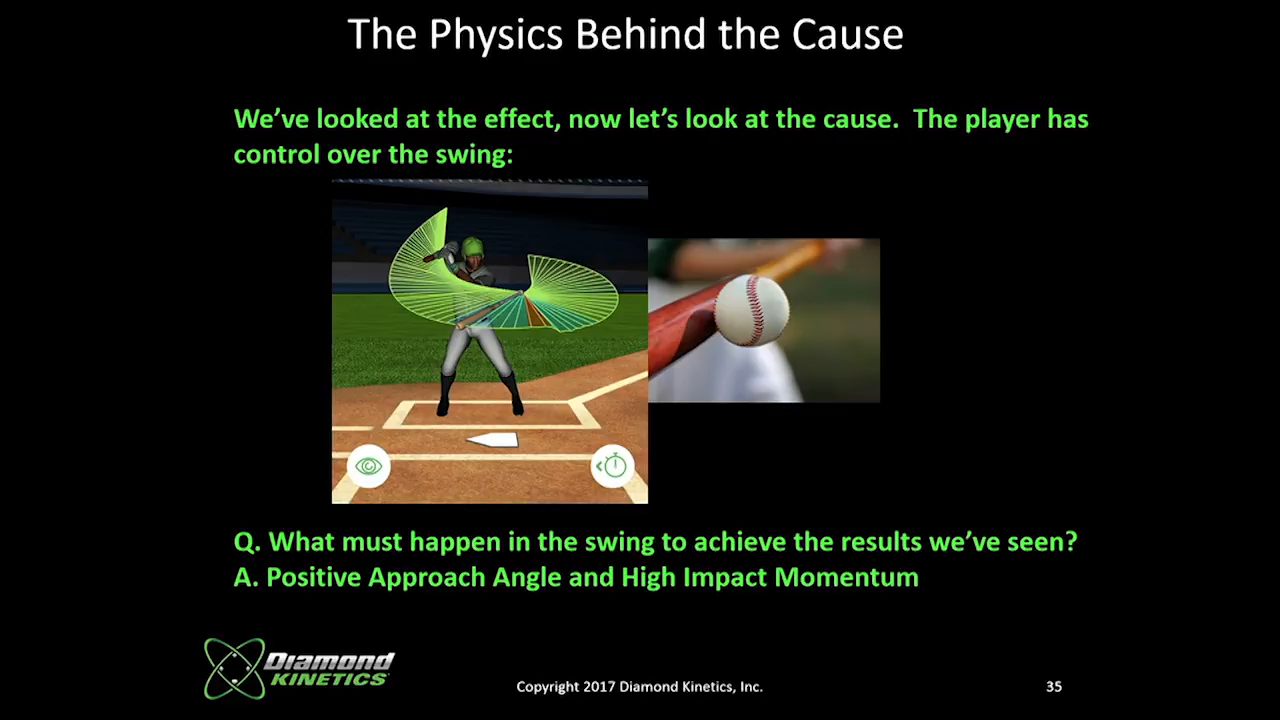 The Physics Behind the Cause
We've looked at the effect, now let's look at the cause.  The player has
control over the swing:
Q. What must happen in the swing to achieve the results we've seen?
A. Positive Approach Angle and High Impact Momentum
Diamond
KINETICS
Copyright 2017 Diamond Kinetics, Inc.
35